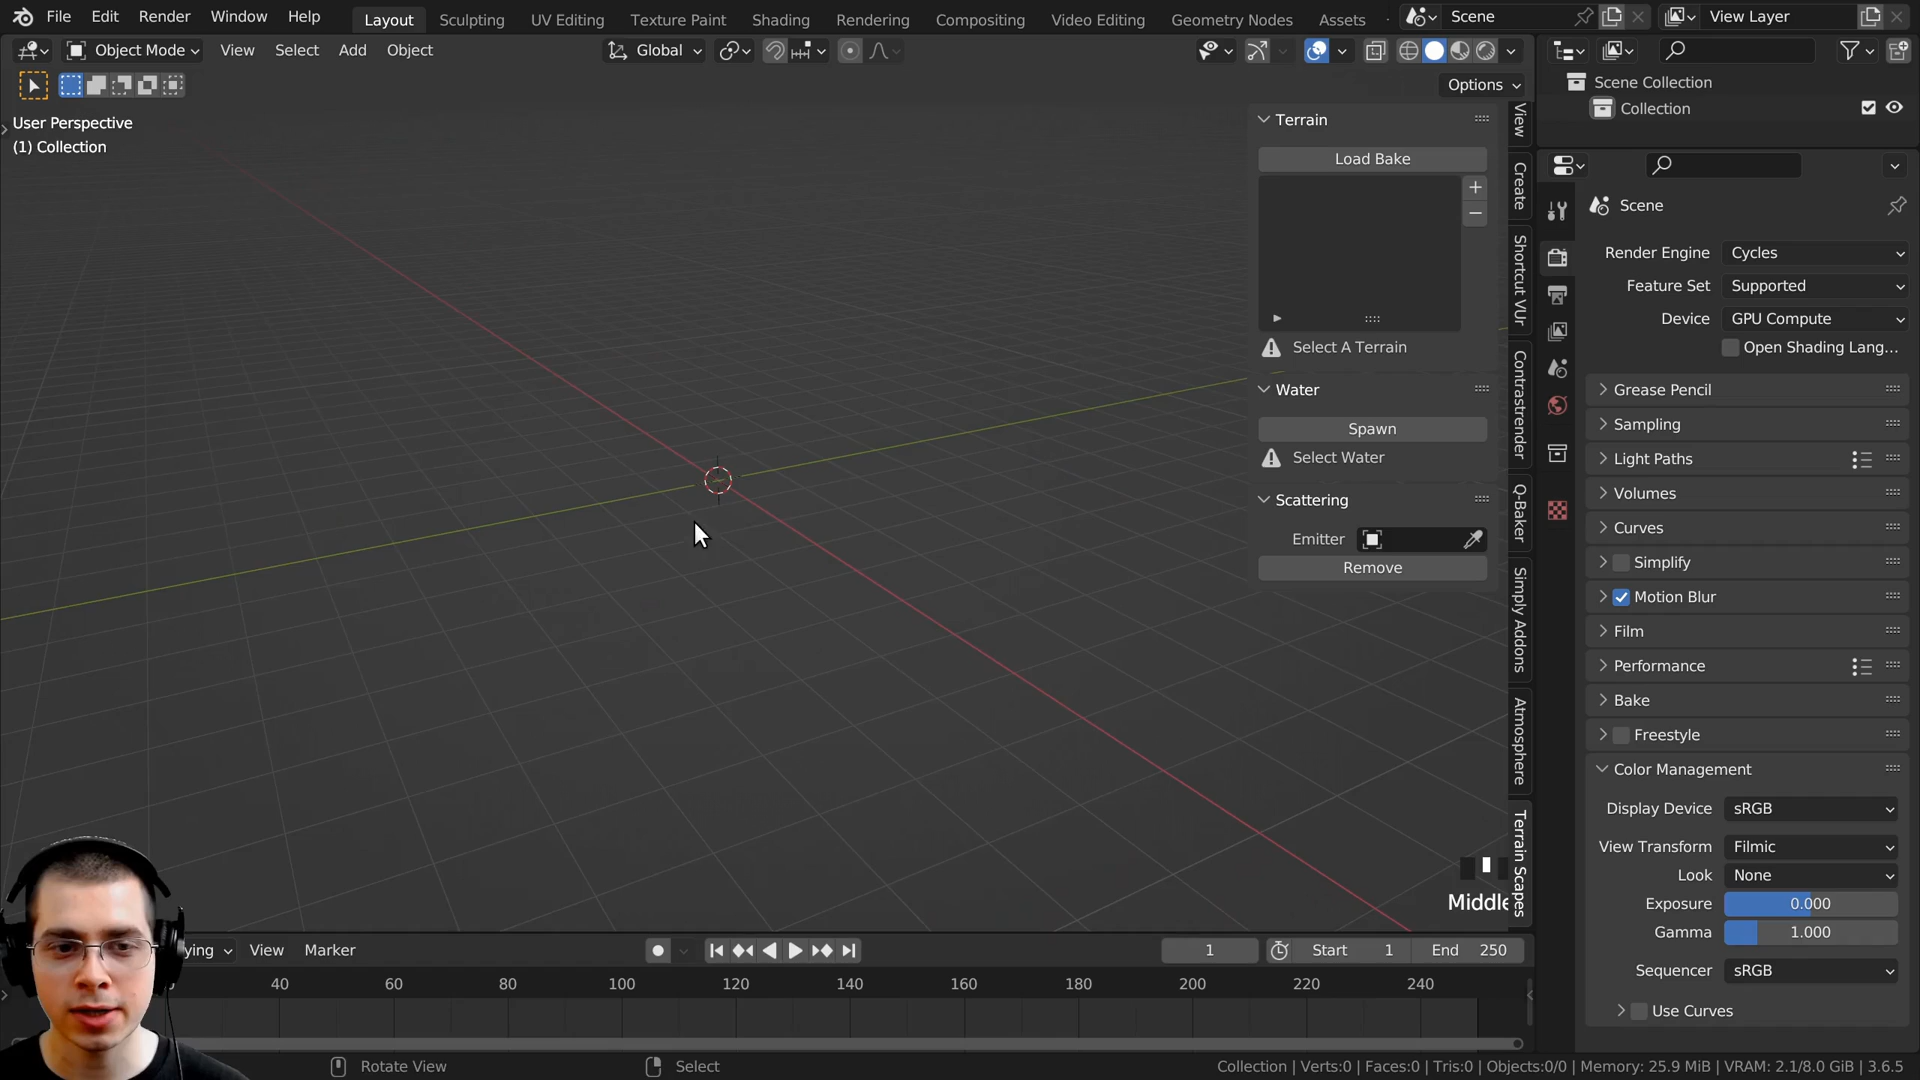 File Edit Render Window Help Layout Sculpting UV Editing Texture Paint Shading Rendering Compositing Video Editing Geometry Nodes Assets Scene View Layer
Object Mode View Select Add Object Global
Options
User Perspective
(1) Collection
Terrain
Load Bake
Select A Terrain
Water
Spawn
Select Water
Scattering
Emitter
Remove
View
Create
Shortcut VUr
Contrastrender
Q-Baker
Simply Addons
Atmosphere
Terrain Scapes
Scene Collection
Collection
Scene
Render Engine Cycles
Feature Set Supported
Device GPU Compute
Open Shading Lang...
Grease Pencil
Sampling
Light Paths
Volumes
Curves
Simplify
Motion Blur
Film
Performance
Bake
Freestyle
Color Management
Display Device sRGB
View Transform Filmic
Look None
Exposure 0.000
Gamma 1.000
Sequencer sRGB
Use Curves
Middle
ying View Marker 1 Start 1 End 250
40 60 80 100 120 140 160 180 200 220 240
Rotate View Select Collection | Verts:0 | Faces:0 | Tris:0 | Objects:0/0 | Memory: 25.9 MiB | VRAM: 2.1/8.0 GiB | 3.6.5